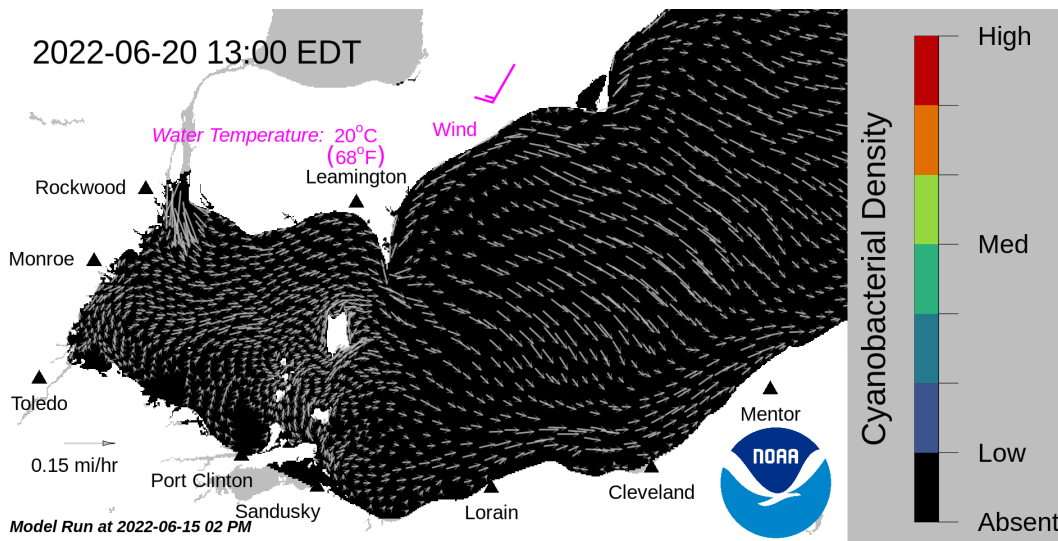 2022-06-20 13:00 EDT
High
Wind
Water Temperature: 20°C
(68°F)
Leamington
Rockwood
Monroe
Med
Cyanobacterial Density
Toledo
Mentor
0.15 mi/hr
NOAA
Low
Port Clinton
Cleveland
Sandusky
Lorain
Model Run at 2022-06-15 02 PM
Absent